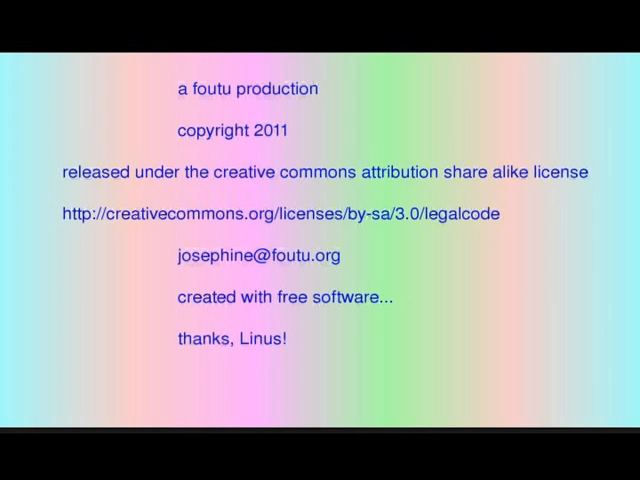 a foutu production
copyright 2011
released under the creative commons attribution share alike license
http://creativecommons.org/licenses/by-sa/3.0/legalcode
josephine@foutu.org
created with free software...
thanks, Linus!